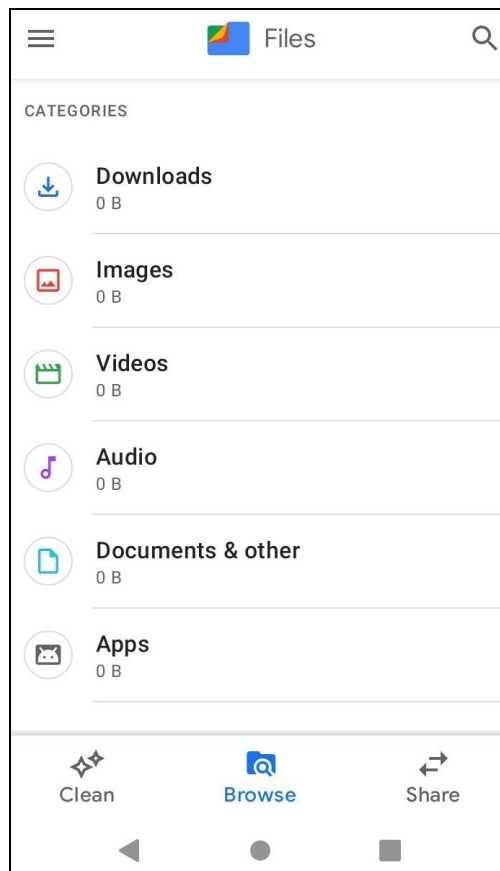 Files
CATEGORIES
Downloads
0 B
Images
0 B
Videos
0 B
Audio
0 B
Documents & other
0 B
Apps
0 B
Clean
Browse
Share